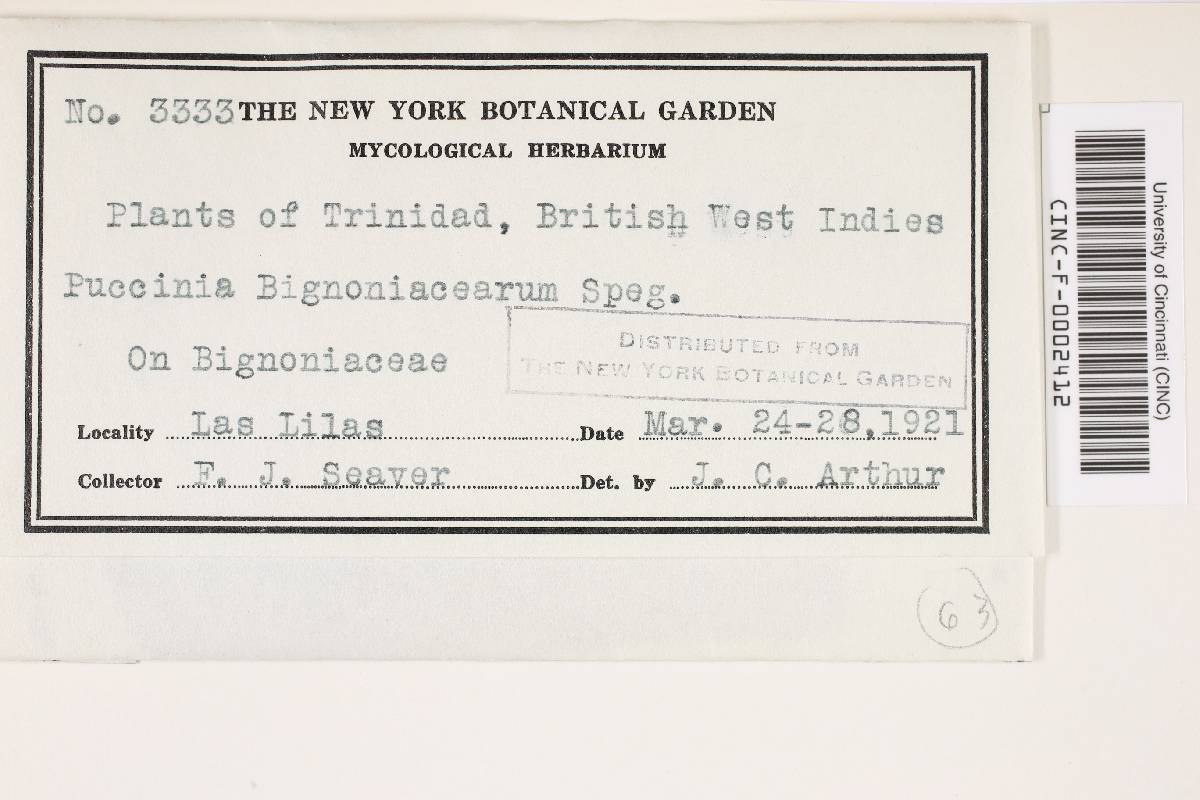 No. 3333 THE NEW YORK BOTANICAL GARDEN
MYCOLOGICAL HERBARIUM
Plants of Trinidad, British West Indies
Puccinia Bignoniacearum Speg.
On Bignoniaceae
DISTRIBUTED FROM
THE NEW YORK BOTANICAL GARDEN
Locality Las Lilas Date Mar. 24-28,1921
Collector F. J. Seaver Det. by J. C. Arthur
63
University of Cincinnati (CINC)
CINC-F-0002412